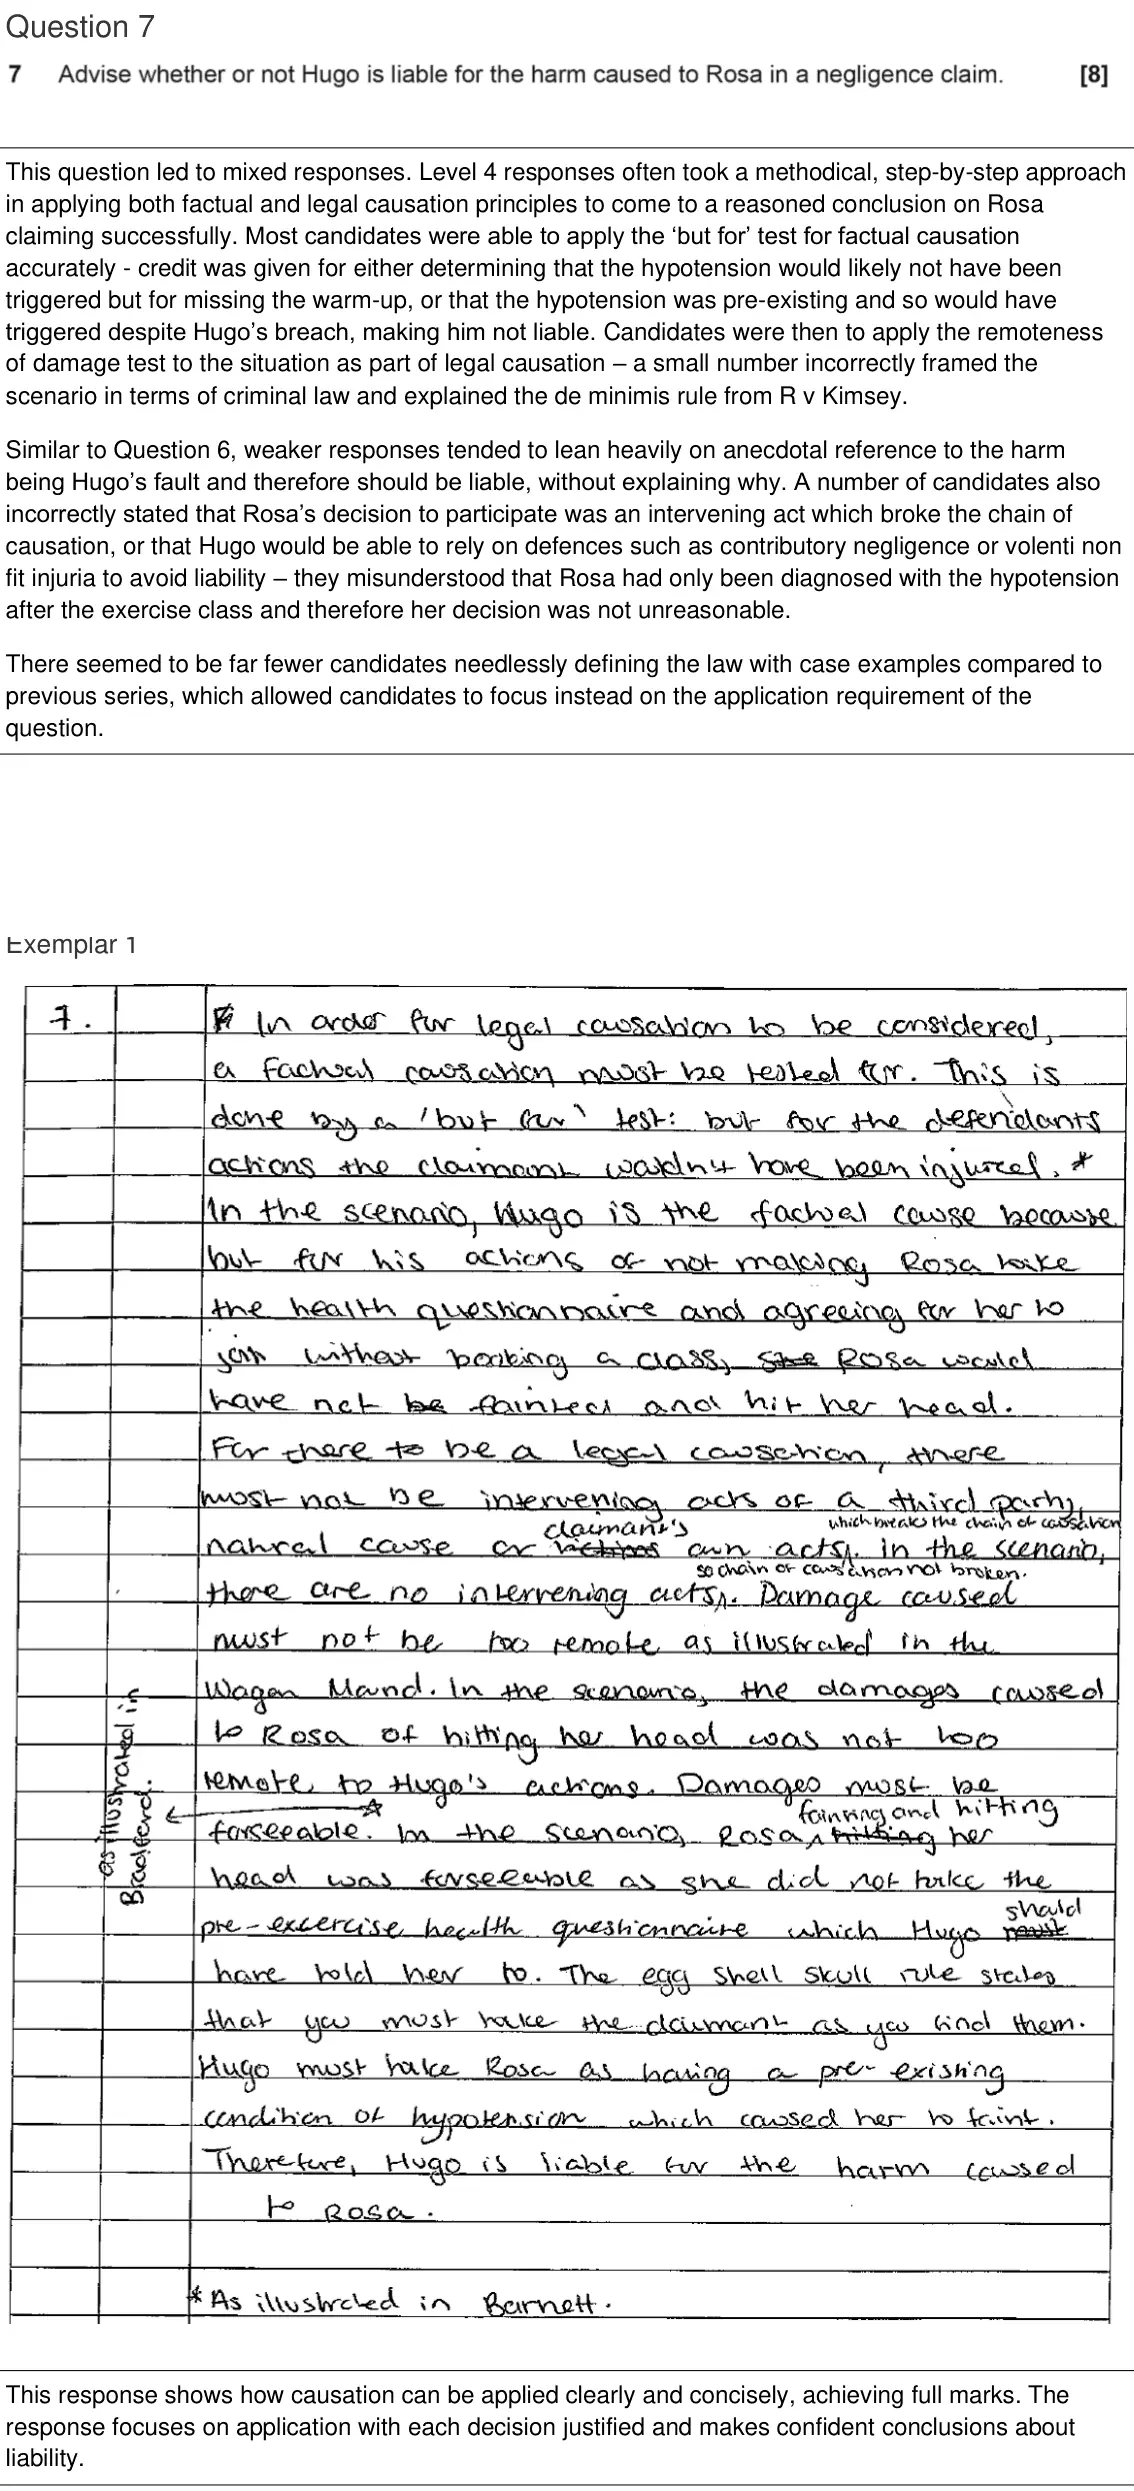 Question 7
7 Advise whether or not Hugo is liable for the harm caused to Rosa in a negligence claim. [8]
This question led to mixed responses. Level 4 responses often took a methodical, step-by-step approach
in applying both factual and legal causation principles to come to a reasoned conclusion on Rosa
claiming successfully. Most candidates were able to apply the ‘but for’ test for factual causation
accurately - credit was given for either determining that the hypotension would likely not have been
triggered but for missing the warm-up, or that the hypotension was pre-existing and so would have
triggered despite Hugo’s breach, making him not liable. Candidates were then to apply the remoteness
of damage test to the situation as part of legal causation – a small number incorrectly framed the
scenario in terms of criminal law and explained the de minimis rule from R v Kimsey.
Similar to Question 6, weaker responses tended to lean heavily on anecdotal reference to the harm
being Hugo’s fault and therefore should be liable, without explaining why. A number of candidates also
incorrectly stated that Rosa’s decision to participate was an intervening act which broke the chain of
causation, or that Hugo would be able to rely on defences such as contributory negligence or volenti non
fit injuria to avoid liability – they misunderstood that Rosa had only been diagnosed with the hypotension
after the exercise class and therefore her decision was not unreasonable.
There seemed to be far fewer candidates needlessly defining the law with case examples compared to
previous series, which allowed candidates to focus instead on the application requirement of the
question.
Exemplar 1
7. In order for legal causation to be considered,
a factual causation must be tested for. This is
done by a 'but for' test: but for the defendants
actions the claimant wouldn't have been injured. *
In the scenario, Hugo is the factual cause because
but for his actions of not making Rosa take
the health questionnaire and agreeing for her to
join without booking a class, she Rosa would
have not be fainted and hit her head.
For there to be a legal causation, there
must not be intervening acts of a third party,
claimant's which breaks the chain of causation
natural cause or victims own acts. in the scenario,
so chain of causation not broken.
there are no intervening acts. Damage caused
must not be too remote as illustrated in the
Wagon Mound. In the scenario, the damages caused
to Rosa of hitting her head was not too
remote, to Hugo's actions. Damages must be
fainting and hitting
forseeable. In the scenario, Rosa hitting her
as illustrated in
Bradford.
head was forseeable as she did not take the
should
pre-excercise health questionnaire which Hugo must
have told her to. The egg shell skull rule states
that you must take the claimant as you find them.
Hugo must take Rosa as having a pre-existing
condition of hypotension which caused her to faint.
Therefore, Hugo is liable for the harm caused
to Rosa.
* As illustrated in Barnett.
This response shows how causation can be applied clearly and concisely, achieving full marks. The
response focuses on application with each decision justified and makes confident conclusions about
liability.